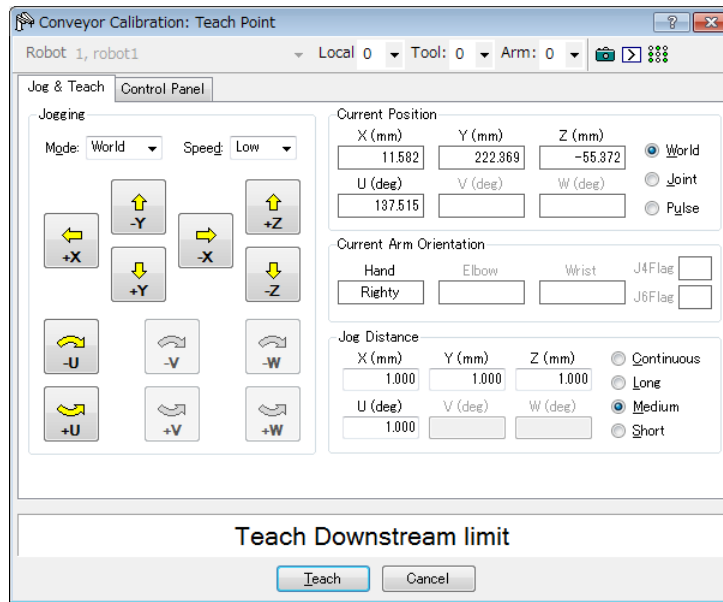 Conveyor Calibration: Teach Point
Robot 1, robot1 Local 0 Tool: 0 Arm: 0
Jog & Teach Control Panel
Jogging
Mode: World Speed: Low
-Y
+Z
+X
-X
+Y
-Z
-U -V -W
+U +V +W
Current Position
X (mm) Y (mm) Z (mm)
11.582 222.369 -55.372
U (deg) V (deg) W (deg)
137.515
World
Joint
Pulse
Current Arm Orientation
Hand Elbow Wrist J4Flag
Righty J6Flag
Jog Distance
X (mm) Y (mm) Z (mm)
1.000 1.000 1.000
U (deg) V (deg) W (deg)
1.000
Continuous
Long
Medium
Short
Teach Downstream limit
Teach Cancel